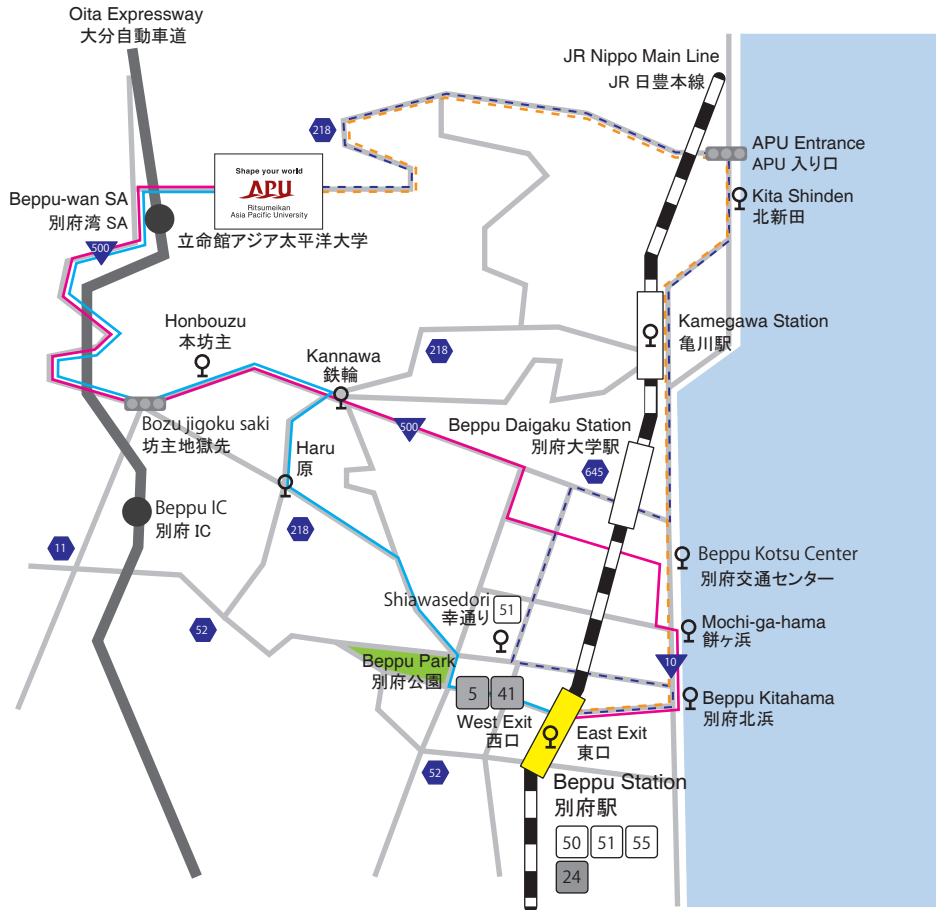 Oita Expressway
大分自動車道
JR Nippo Main Line
JR 日豊本線
218
APU Entrance
APU 入り口
Shape your world
APU
Ritsumeikan
Asia Pacific University
Beppu-wan SA
別府湾 SA
Kita Shinden
北新田
立命館アジア太平洋大学
500
Honbouzu
本坊主
Kamegawa Station
亀川駅
218
Kannawa
鉄輪
Bozu jigoku saki
坊主地獄先
500
Beppu Daigaku Station
別府大学駅
Haru
原
645
Beppu IC
別府 IC
218
11
Beppu Kotsu Center
別府交通センター
Shiawasedori
幸通り
51
Mochi-ga-hama
餅ヶ浜
52
10
Beppu Park
別府公園
5
41
Beppu Kitahama
別府北浜
West Exit
西口
East Exit
東口
52
Beppu Station
別府駅
50
51
55
24